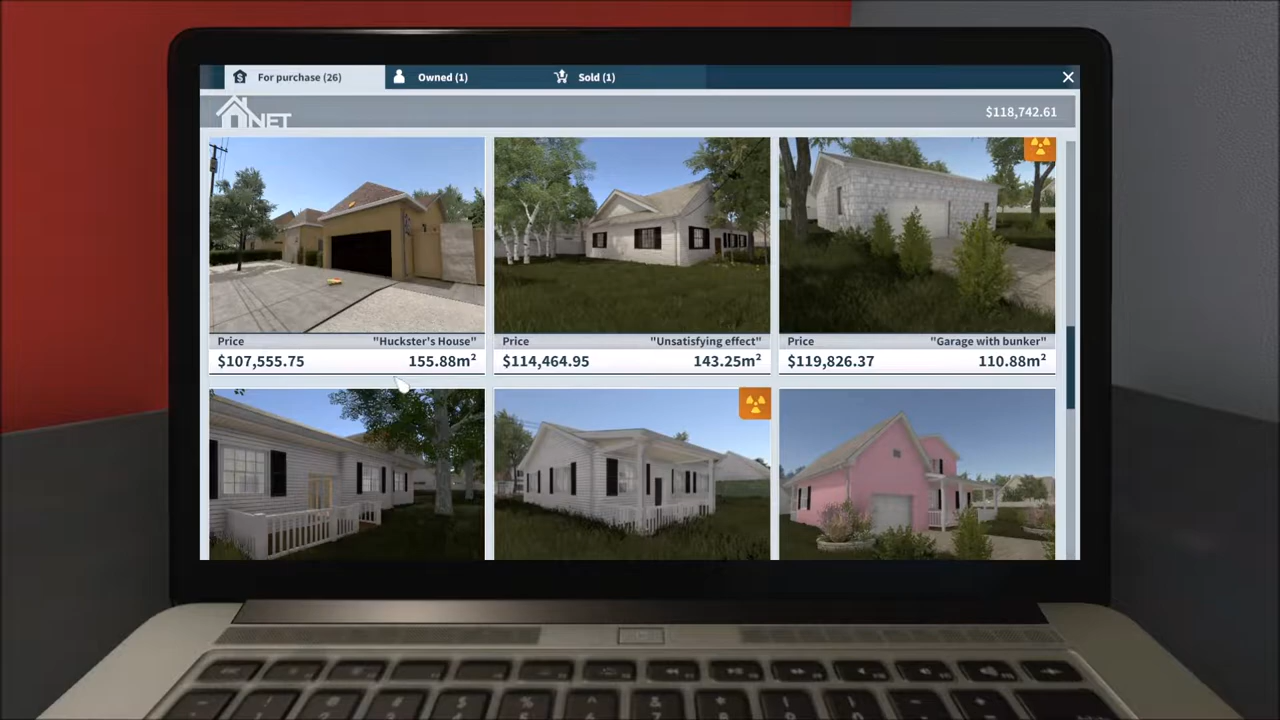 For purchase (26)
Owned (1)
Sold (1)
NET
$118,742.61
Price
"Huckster's House"
$107,555.75
155.88m²
Price
"Unsatisfying effect"
$114,464.95
143.25m²
Price
"Garage with bunker"
$119,826.37
110.88m²